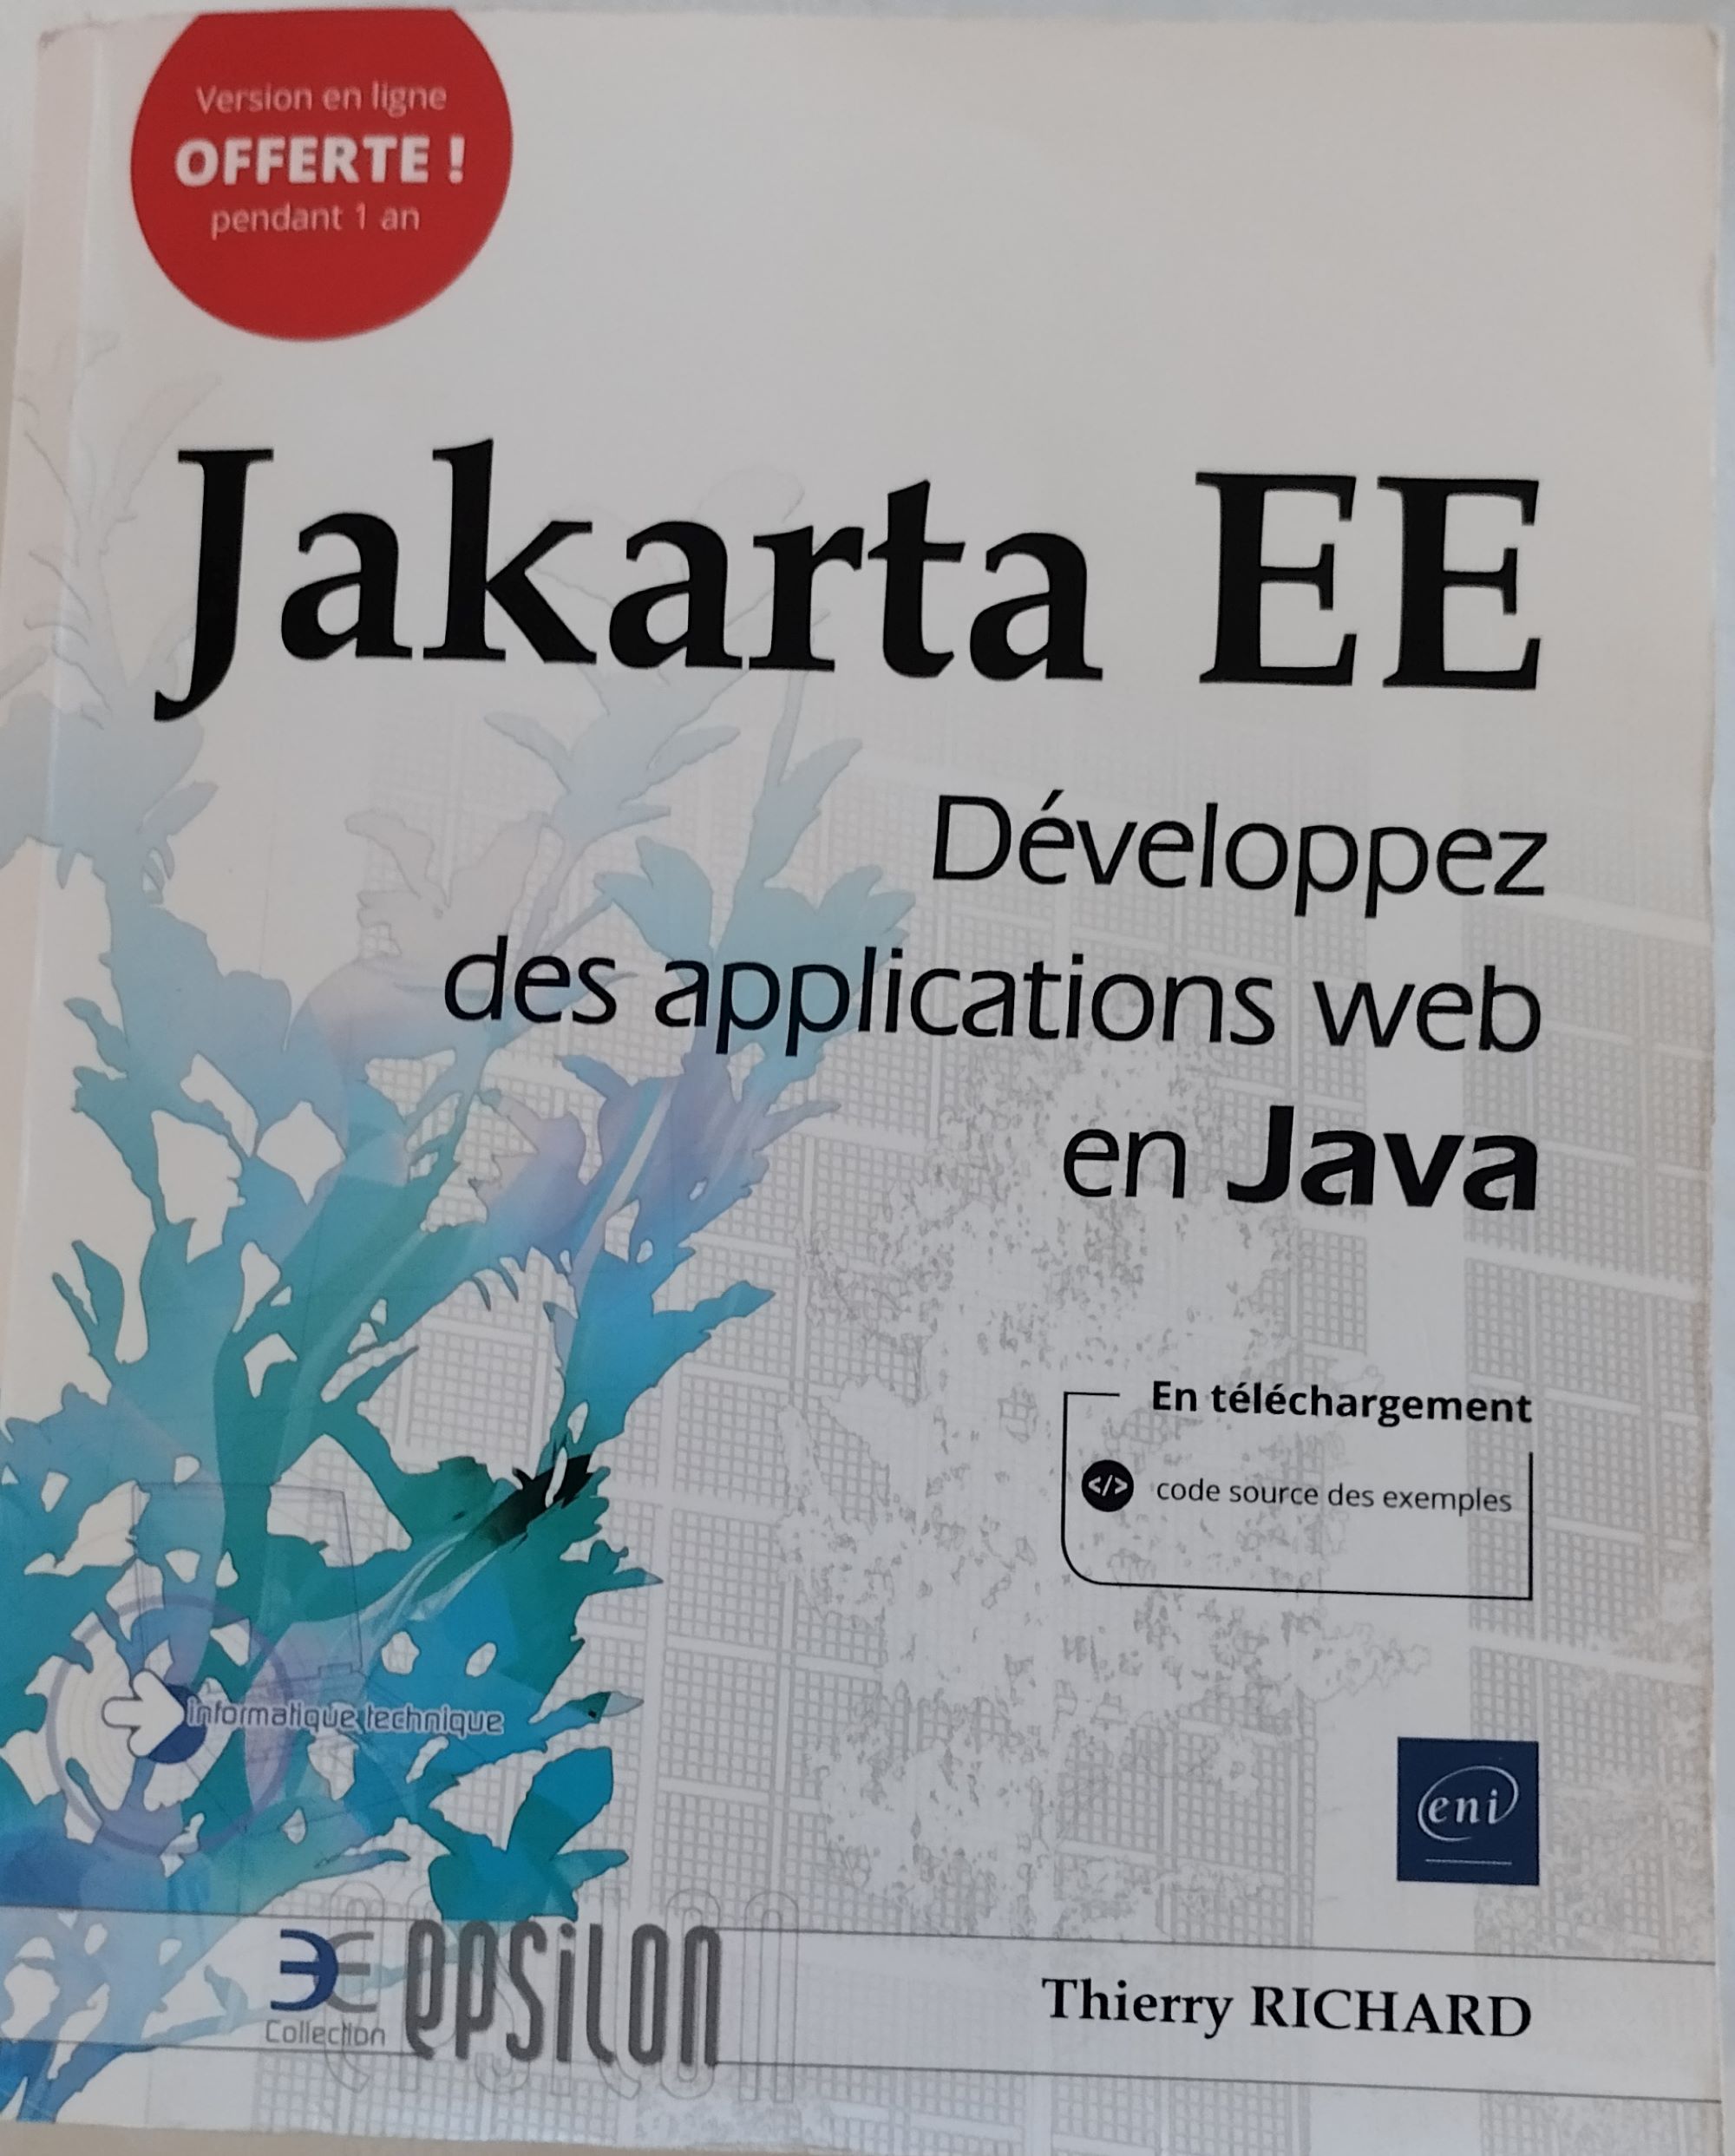 Version en ligne
OFFERTE !
pendant 1 an
Jakarta EE
Développez
des applications web
en Java
En téléchargement
</> code source des exemples
informatique technique
eni
Collection epsilon
Thierry RICHARD